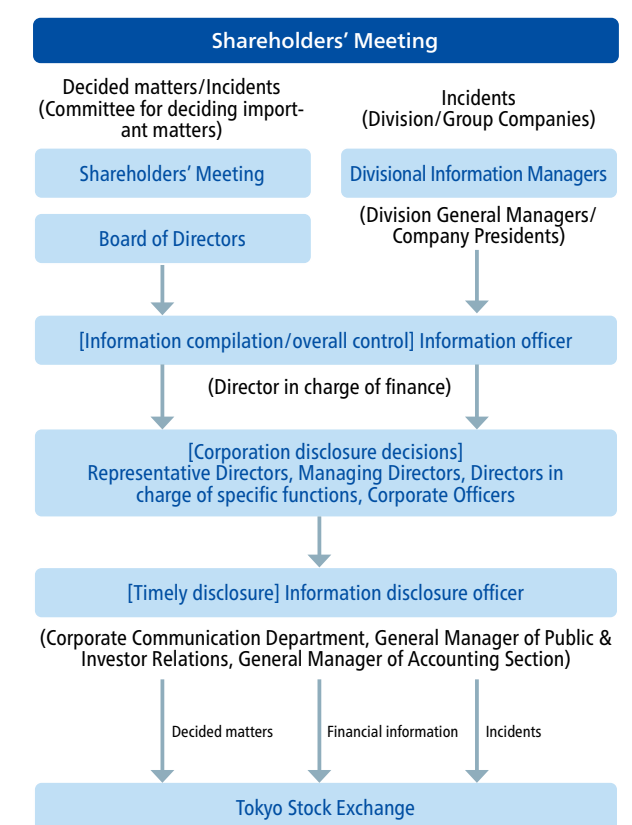 Shareholders’ Meeting
Decided matters/Incidents
(Committee for deciding import-
ant matters)
Incidents
(Division/Group Companies)
Shareholders’ Meeting
Divisional Information Managers
Board of Directors
(Division General Managers/
Company Presidents)
[Information compilation/overall control] Information officer
(Director in charge of finance)
[Corporation disclosure decisions]
Representative Directors, Managing Directors, Directors in
charge of specific functions, Corporate Officers
[Timely disclosure] Information disclosure officer
(Corporate Communication Department, General Manager of Public &
Investor Relations, General Manager of Accounting Section)
Decided matters
Financial information
Incidents
Tokyo Stock Exchange